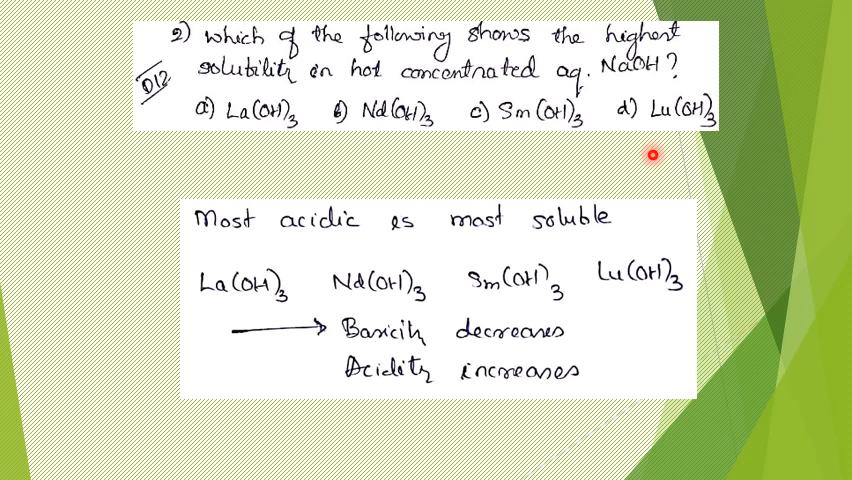 2) which of the following shows the highest
solubility in hot concentrated aq. NaOH?
D12
a) La(OH)3 b) Nd(OH)3 c) Sm(OH)3 d) Lu(OH)3
Most acidic is most soluble
La(OH)3 Nd(OH)3 Sm(OH)3 Lu(OH)3
→ Basicity decreases
Acidity increases